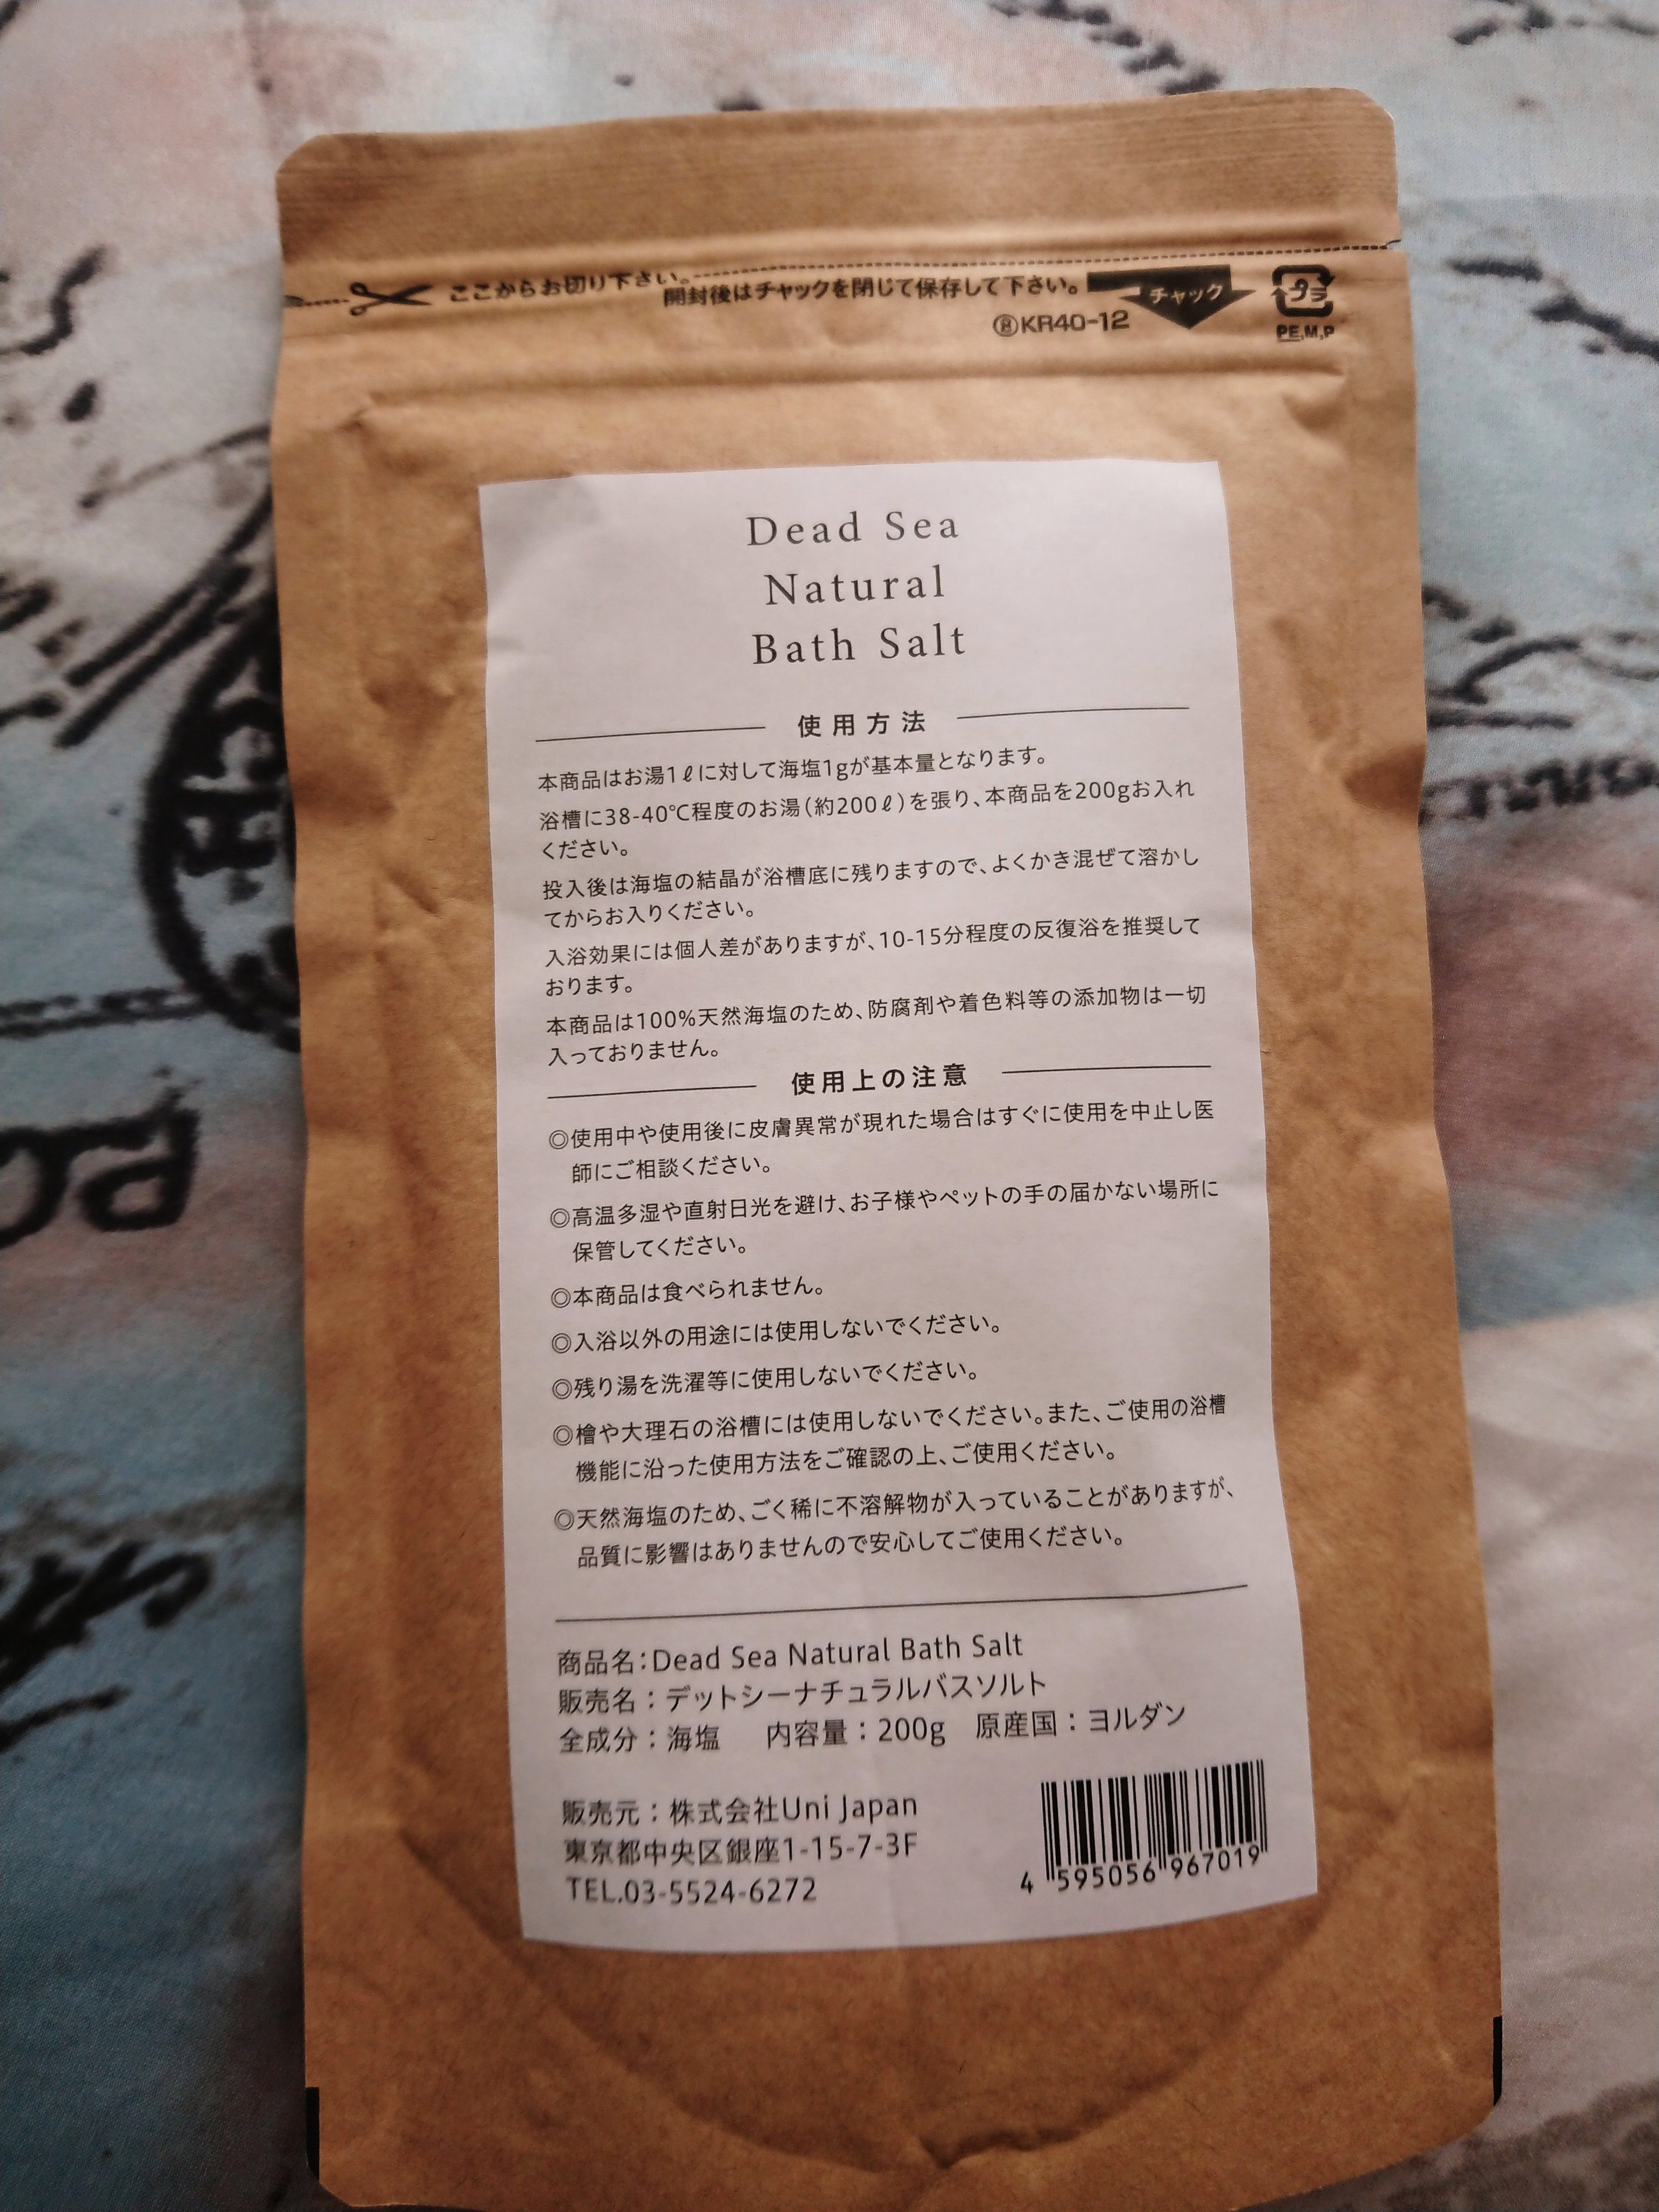 ここからお切り下さい。
開封後はチャックを閉じて保存して下さい。
チャック
プラ
KR40-12
PE,M,P
Dead Sea
Natural
Bath Salt
使用方法
本商品はお湯1ℓに対して海塩1gが基本量となります。
浴槽に38-40℃程度のお湯(約200ℓ)を張り、本商品を200gお入れ
ください。
投入後は海塩の結晶が浴槽底に残りますので、よくかき混ぜて溶かし
てからお入りください。
入浴効果には個人差がありますが、10-15分程度の反復浴を推奨して
おります。
本商品は100%天然海塩のため、防腐剤や着色料等の添加物は一切
入っておりません。
使用上の注意
◎使用中や使用後に皮膚異常が現れた場合はすぐに使用を中止し医
師にご相談ください。
◎高温多湿や直射日光を避け、お子様やペットの手の届かない場所に
保管してください。
◎本商品は食べられません。
◎入浴以外の用途には使用しないでください。
◎残り湯を洗濯等に使用しないでください。
◎檜や大理石の浴槽には使用しないでください。また、ご使用の浴槽
機能に沿った使用方法をご確認の上、ご使用ください。
◎天然海塩のため、ごく稀に不溶解物が入っていることがありますが、
品質に影響はありませんので安心してご使用ください。
商品名:Dead Sea Natural Bath Salt
販売名:デットシーナチュラルバスソルト
全成分:海塩 内容量:200g 原産国:ヨルダン
販売元:株式会社Uni Japan
東京都中央区銀座1-15-7-3F
TEL.03-5524-6272
4 595056 967019